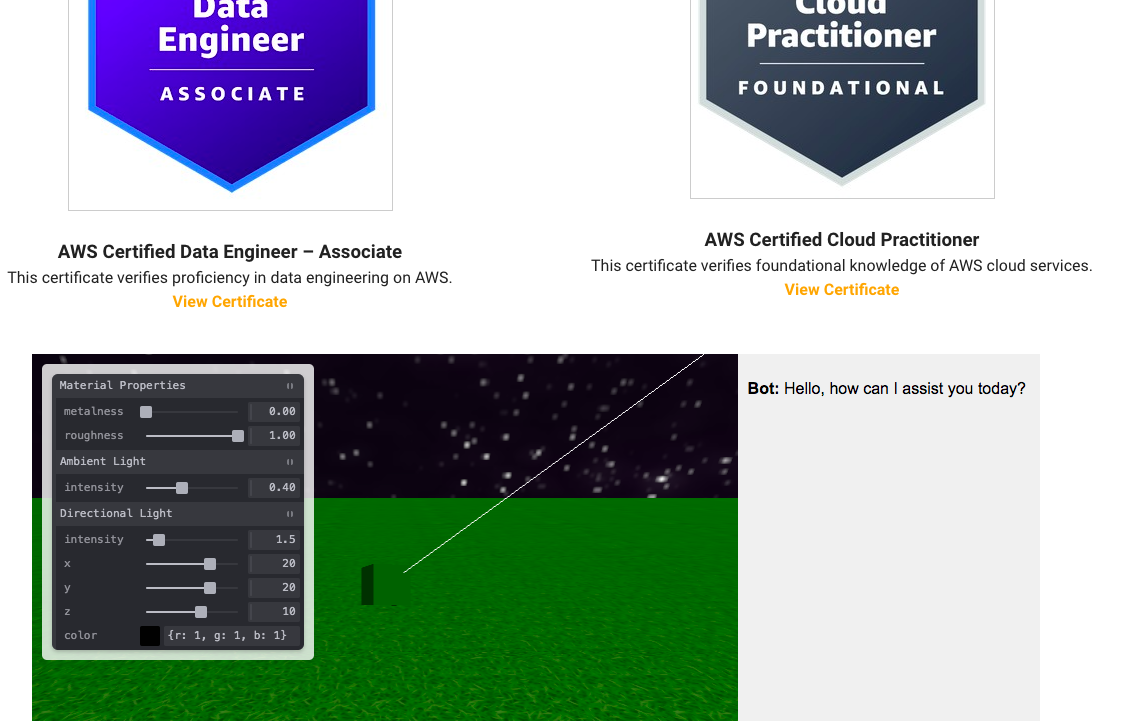 Data
Engineer
ASSOCIATE
AWS Certified Data Engineer – Associate
This certificate verifies proficiency in data engineering on AWS.
View Certificate
Cloud
Practitioner
FOUNDATIONAL
AWS Certified Cloud Practitioner
This certificate verifies foundational knowledge of AWS cloud services.
View Certificate
Material Properties
metalness 0.00
roughness 1.00
Ambient Light
intensity 0.40
Directional Light
intensity 1.5
x 20
y 20
z 10
color {r: 1, g: 1, b: 1}
Bot: Hello, how can I assist you today?